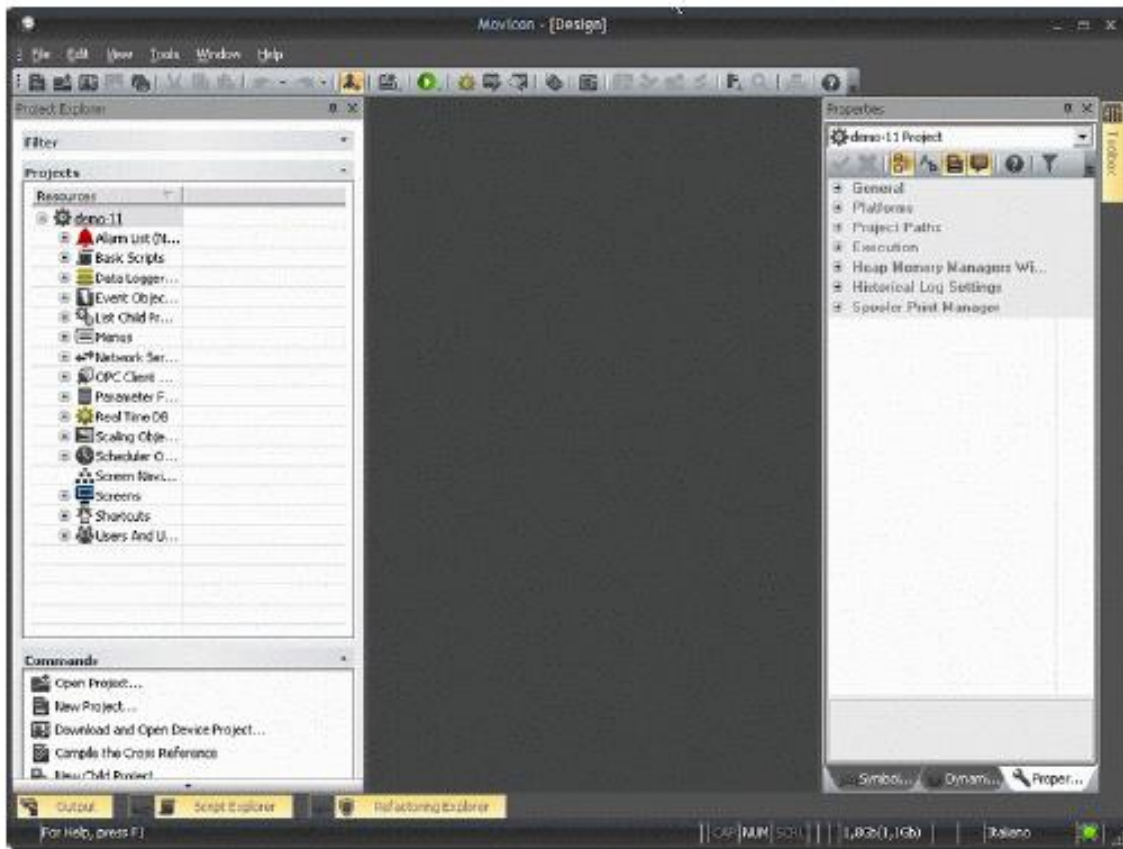 Movicon - [Design]
File Edit View Tools Window Help
Project Explorer
Filter
Projects
Resources
demo-11
Alarm List (N...
Basic Scripts
Data Logger...
Event Objec...
List Child Pr...
Menus
Network Ser...
OPC Client ...
Parameter F...
Real Time DB
Scaling Obje...
Scheduler O...
Screen Navi...
Screens
Shortcuts
Users And U...
Commands
Open Project...
New Project...
Download and Open Device Project...
Compile the Cross Reference
New Child Project
Properties
demo-11 Project
General
Platforms
Project Paths
Execution
Heap Memory Managers Wi...
Historical Log Settings
Spooler Print Manager
Toolbox
Symbol... Dynami... Proper...
Output Script Explorer Refactoring Explorer
For Help, press F1
CAP NUM SCRL 1,8Gb(1,1Gb) Italiano